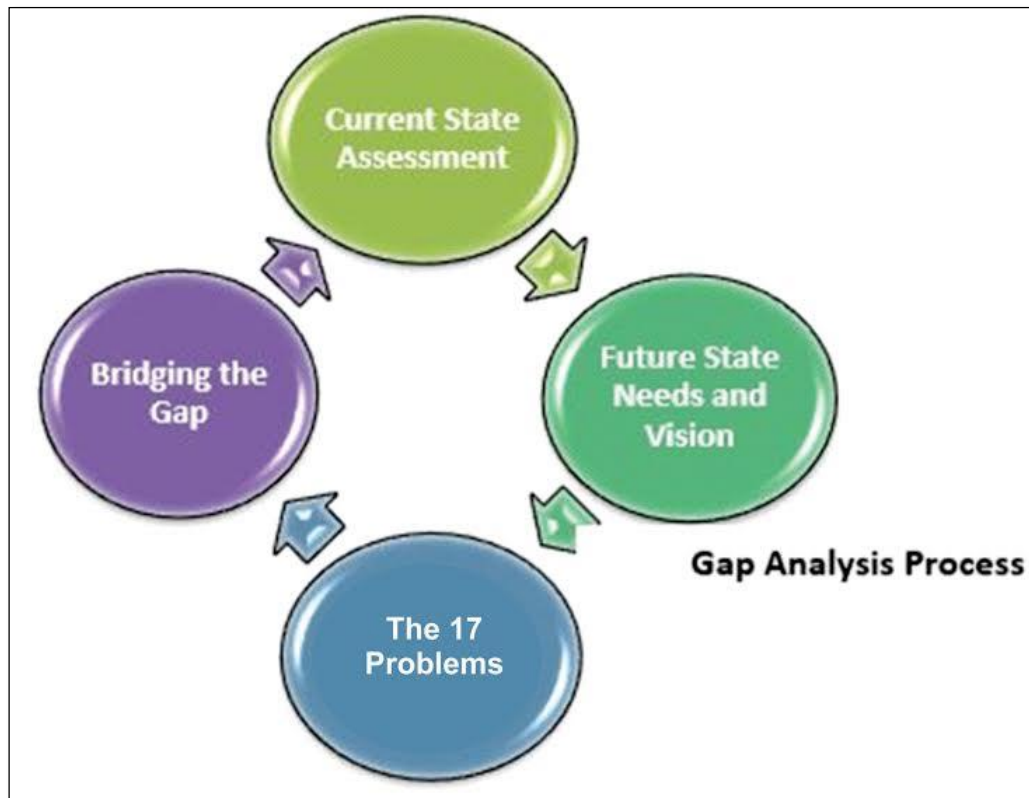 Current State
Assessment
Future State
Needs and
Vision
Gap Analysis Process
The 17
Problems
Bridging the
Gap